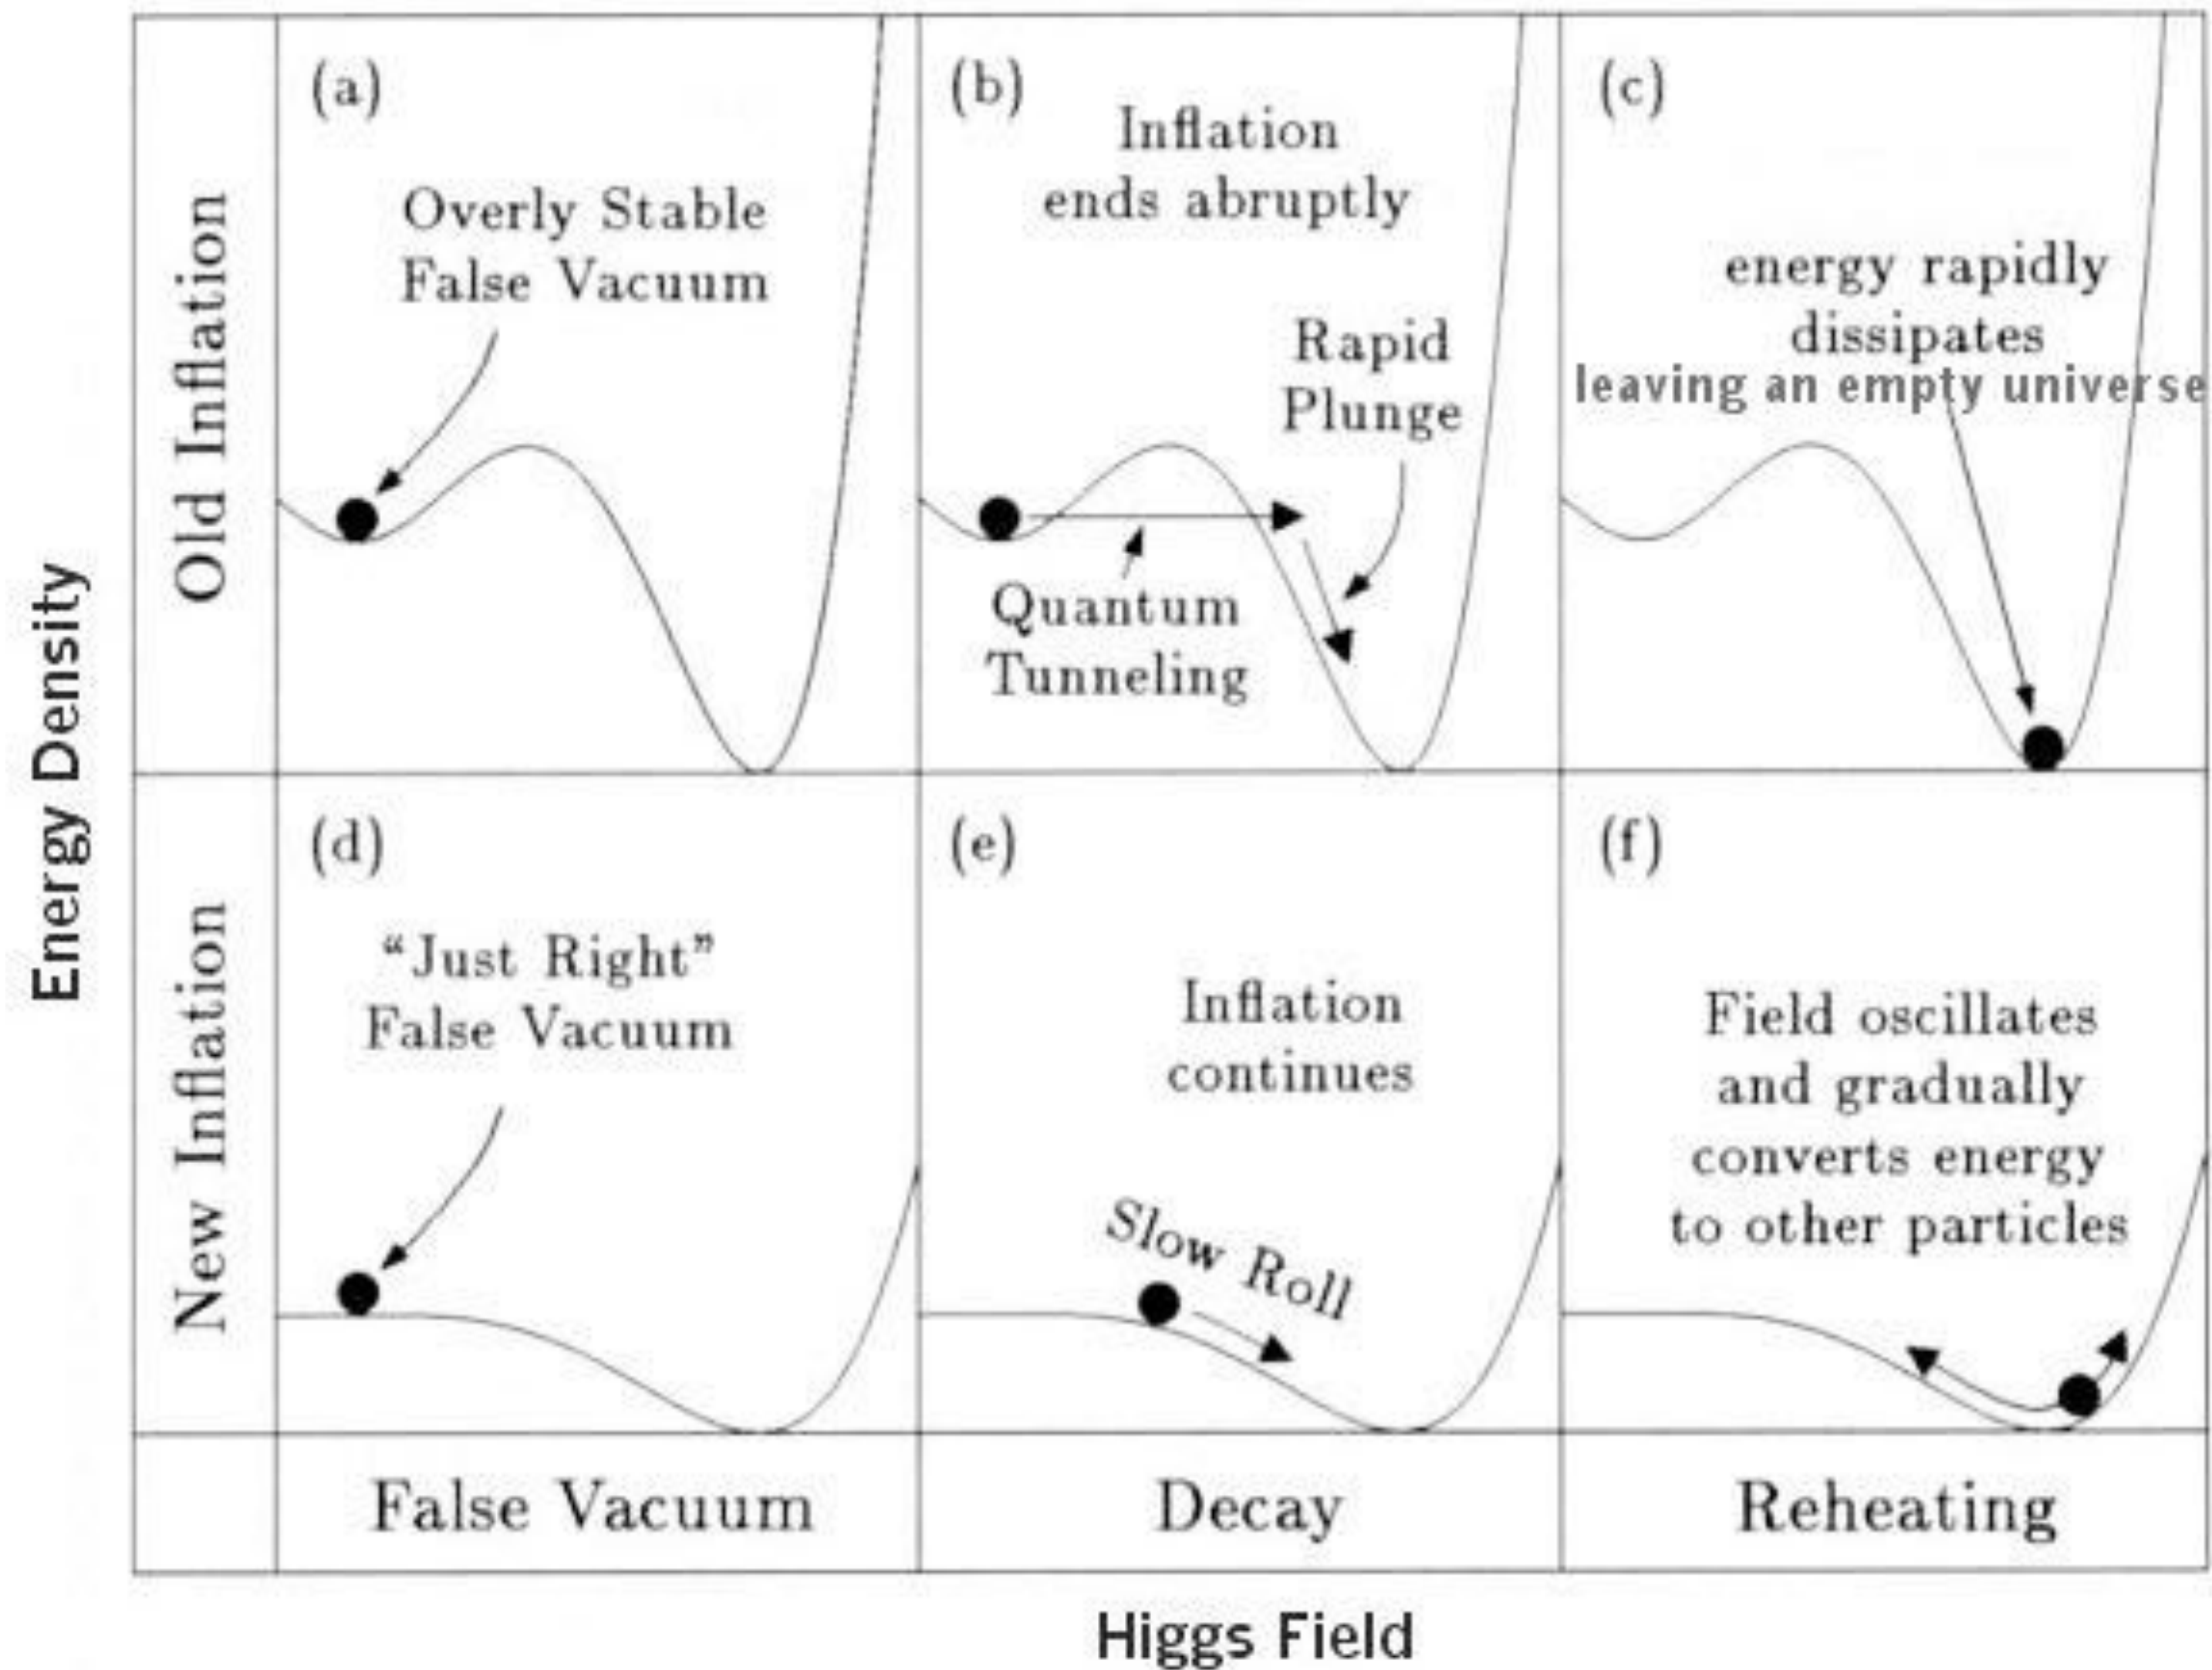 Energy Density
Old Inflation
(a)
Overly Stable
False Vacuum
(b)
Inflation
ends abruptly
Rapid
Plunge
Quantum
Tunneling
(c)
energy rapidly
dissipates
leaving an empty universe
New Inflation
(d)
“Just Right”
False Vacuum
(e)
Inflation
continues
Slow Roll
(f)
Field oscillates
and gradually
converts energy
to other particles
False Vacuum
Decay
Reheating
Higgs Field